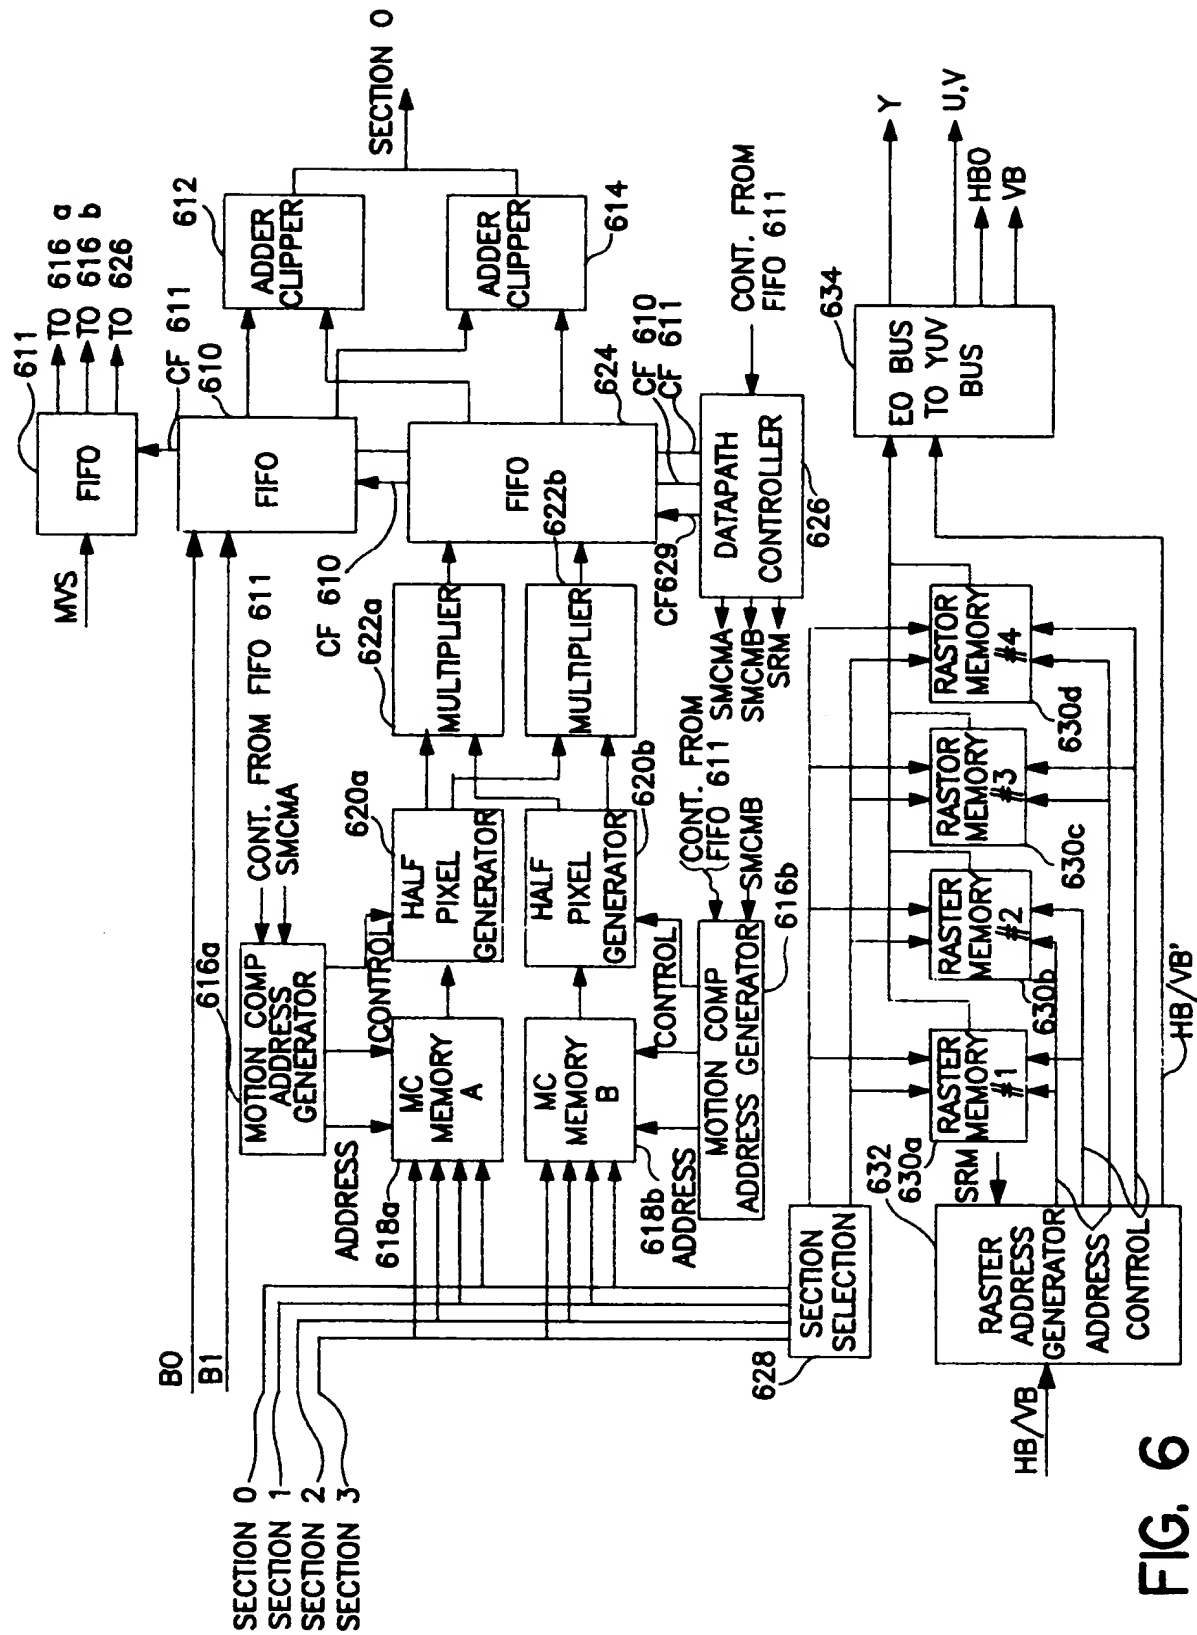 MVS
FIFO
611
TO 616 a
TO 616 b
TO 626
CF 611
610
B0
B1
FIFO
CF 610
612
ADDER
CLIPPER
SECTION 0
ADDER
CLIPPER
614
616a
MOTION COMP
ADDRESS
GENERATOR
CONT. FROM FIFO 611
SMCMA
ADDRESS
CONTROL
618a
MC
MEMORY
A
620a
HALF
PIXEL
GENERATOR
622a
MULTIPLIER
FIFO
624
622b
MULTIPLIER
HALF
PIXEL
GENERATOR
620b
MC
MEMORY
B
618b
ADDRESS
CONTROL
MOTION COMP
ADDRESS GENERATOR
616b
CONT. FROM
FIFO 611
SMCMB
CF629
CF 610
CF 611
DATAPATH
CONTROLLER
626
CONT. FROM
FIFO 611
SMCMA
SMCMB
SRM
SECTION 0
SECTION 1
SECTION 2
SECTION 3
SECTION
SELECTION
628
632
630a
SRM
RASTER
MEMORY
#1
RASTER
MEMORY
#2
630b
RASTOR
MEMORY
#3
630c
RASTOR
MEMORY
#4
630d
634
EO BUS
TO YUV
BUS
Y
U,V
HBO
VB
HB/VB
RASTER
ADDRESS
GENERATOR
ADDRESS
CONTROL
HB/VB'
FIG. 6